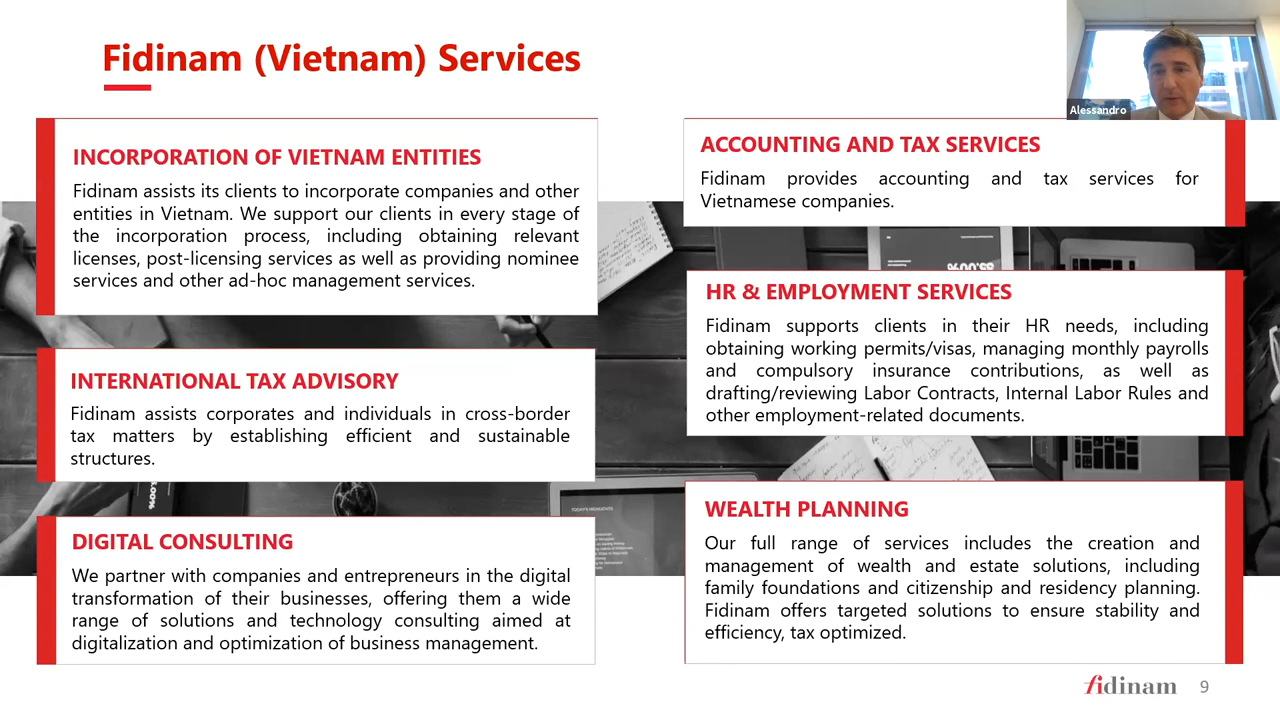 Fidinam (Vietnam) Services
Alessandro
INCORPORATION OF VIETNAM ENTITIES
Fidinam assists its clients to incorporate companies and other
entities in Vietnam. We support our clients in every stage of
the incorporation process, including obtaining relevant
licenses, post-licensing services as well as providing nominee
services and other ad-hoc management services.
INTERNATIONAL TAX ADVISORY
Fidinam assists corporates and individuals in cross-border
tax matters by establishing efficient and sustainable
structures.
DIGITAL CONSULTING
We partner with companies and entrepreneurs in the digital
transformation of their businesses, offering them a wide
range of solutions and technology consulting aimed at
digitalization and optimization of business management.
ACCOUNTING AND TAX SERVICES
Fidinam provides accounting and tax services for
Vietnamese companies.
HR & EMPLOYMENT SERVICES
Fidinam supports clients in their HR needs, including
obtaining working permits/visas, managing monthly payrolls
and compulsory insurance contributions, as well as
drafting/reviewing Labor Contracts, Internal Labor Rules and
other employment-related documents.
WEALTH PLANNING
Our full range of services includes the creation and
management of wealth and estate solutions, including
family foundations and citizenship and residency planning.
Fidinam offers targeted solutions to ensure stability and
efficiency, tax optimized.
fidinam
9